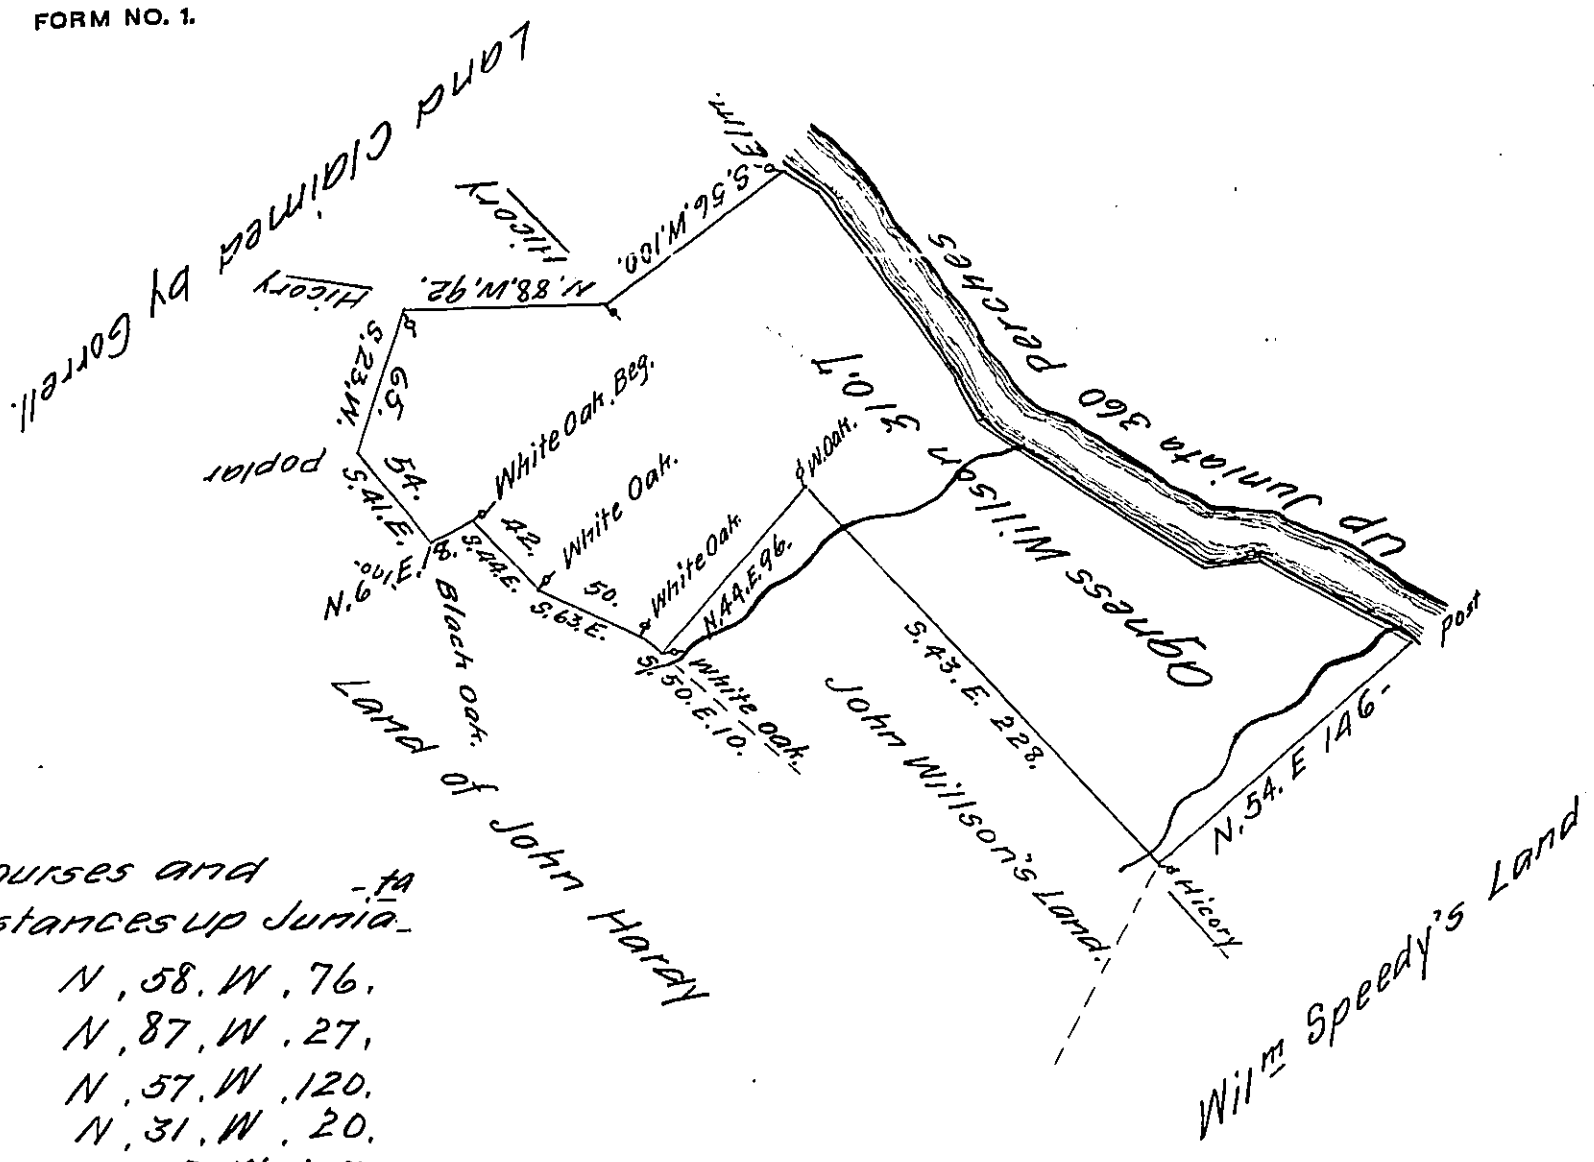 FORM NO. 1.
Land Claimed by Gorrell.
Elm.
S.56.W.100.
Hicory
N.88.W.92.
Hicory
S.23.W.
65.
Poplar
S.41.E.
54.
Black Oak.
White Oak, Beg.
S.44.E.
42.
White Oak.
S.63.E.
50.
White Oak.
S.50.E.10.
White oak.
N.44.E.96.
W.Oak.
S.43.E. 228.
Hicory
N.54.E 146-
Post
Up Juniata 360 Perches
Agness Willson
310.7
John Willson's Land.
Land of John Hardy
Wilm Speedy's Land
ourses and
stances up Junia-
-ta
N, 58. W, 76.
N, 87, W. 27,
N, 57. W, 120.
N, 31, W. 20.